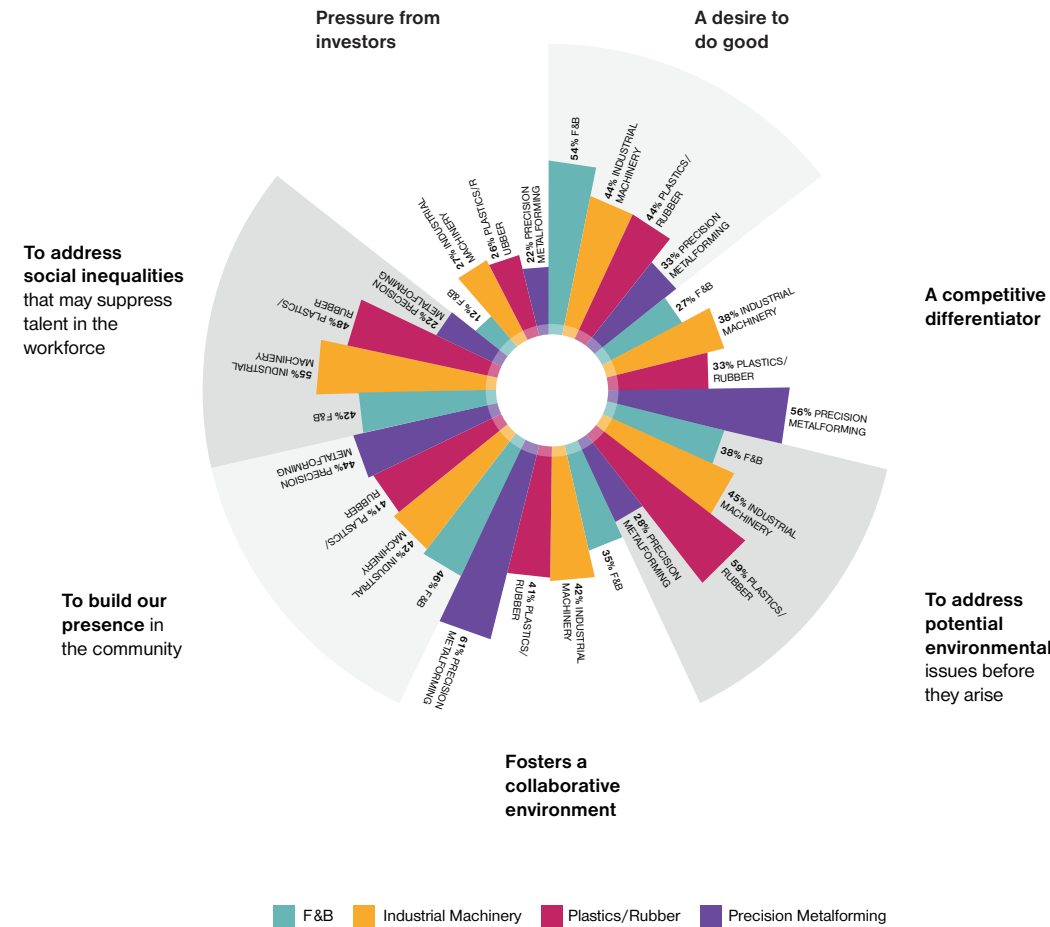 Pressure from
investors
A desire to
do good
54% F&B
44% INDUSTRIAL
MACHINERY
44% PLASTICS/
RUBBER
33% PRECISION
METALFORMING
A competitive
differentiator
27% F&B
38% INDUSTRIAL
MACHINERY
33% PLASTICS/
RUBBER
56% PRECISION
METALFORMING
To address
potential
environmental
issues before
they arise
38% F&B
45% INDUSTRIAL
MACHINERY
59% PLASTICS/
RUBBER
28% PRECISION
METALFORMING
Fosters a
collaborative
environment
35% F&B
42% INDUSTRIAL
MACHINERY
41% PLASTICS/
RUBBER
61% PRECISION
METALFORMING
To build our
presence in
the community
46% F&B
42% INDUSTRIAL
MACHINERY
41% PLASTICS/
RUBBER
44% PRECISION
METALFORMING
To address
social inequalities
that may suppress
talent in the
workforce
42% F&B
55% INDUSTRIAL
MACHINERY
48% PLASTICS/
RUBBER
22% PRECISION
METALFORMING
12% F&B
27% INDUSTRIAL
MACHINERY
26% PLASTICS/R
UBBER
22% PRECISION
METALFORMING
F&B
Industrial Machinery
Plastics/Rubber
Precision Metalforming